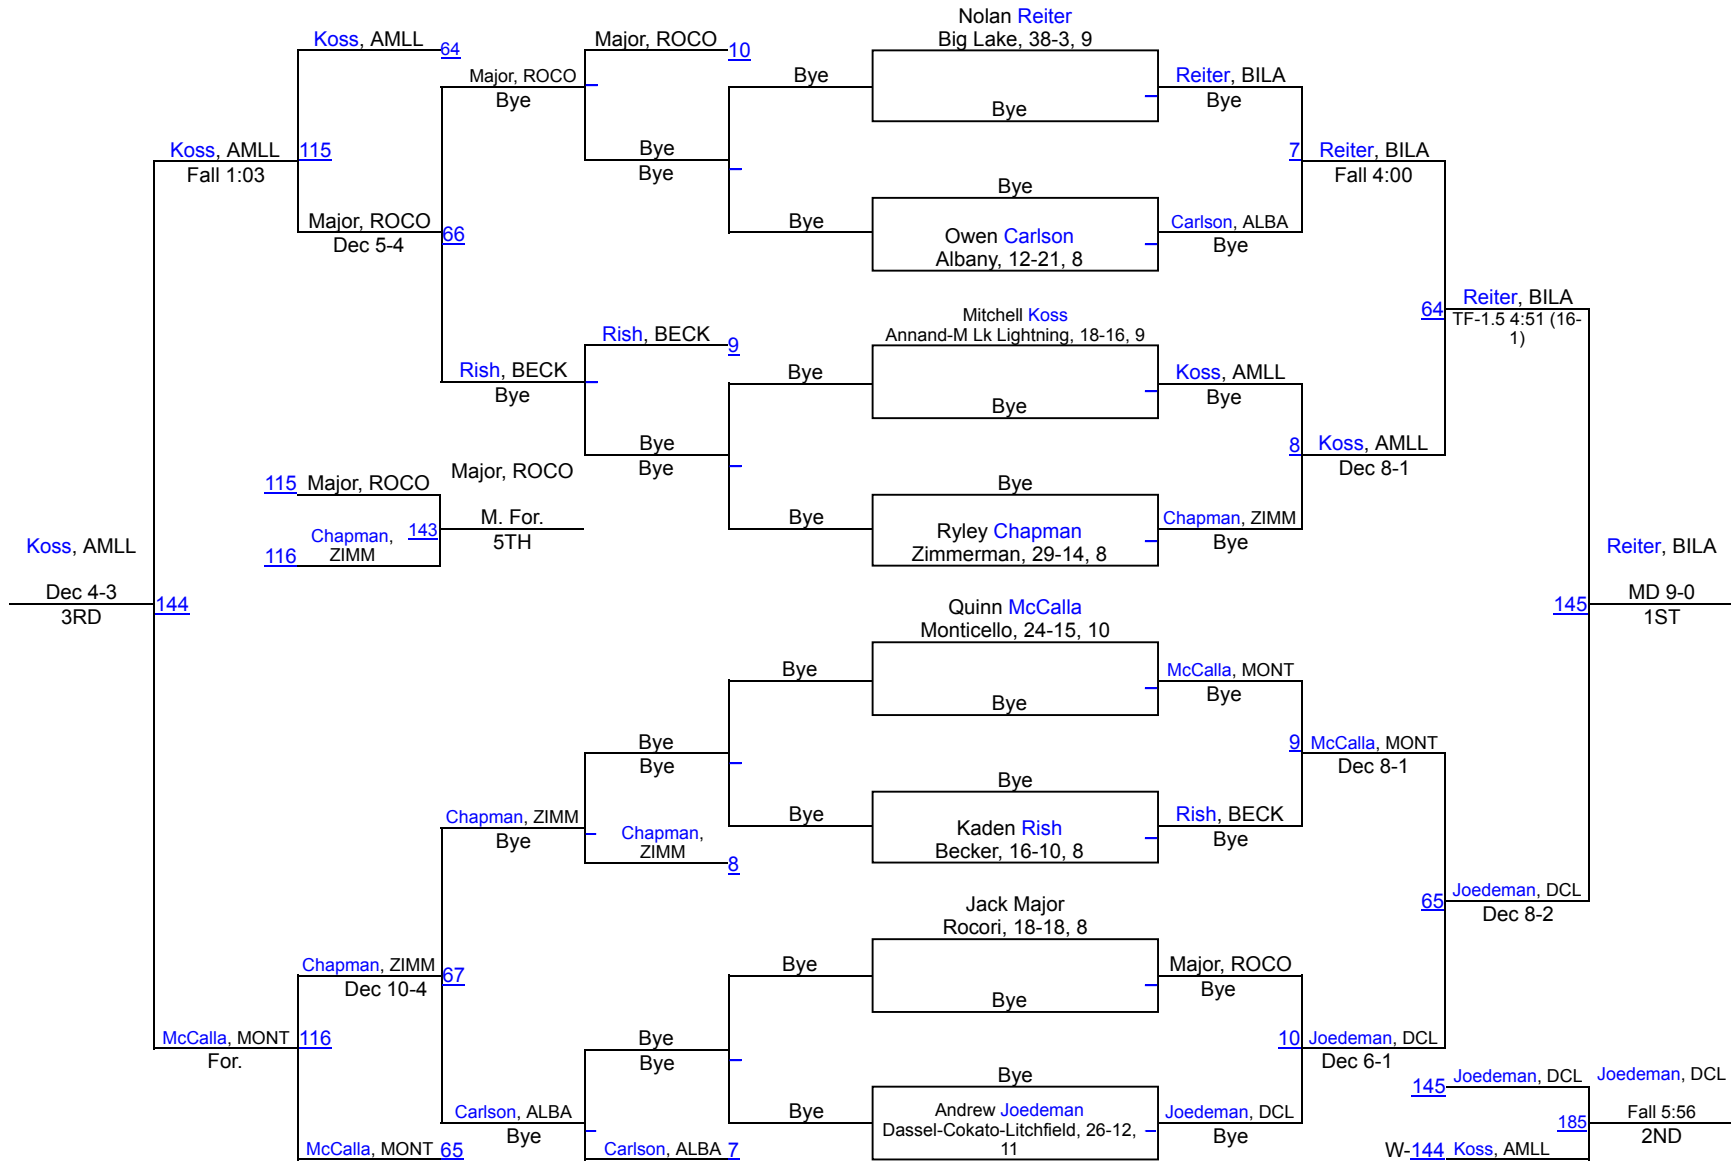 Nolan Reiter
Big Lake, 38-3, 9
Koss, AMLL 64
Major, ROCO 10
Major, ROCO
Bye
Bye
Reiter, BILA
Bye
Bye
Koss, AMLL 115
Fall 1:03
Bye
Bye
7 Reiter, BILA
Fall 4:00
Bye
Major, ROCO
Dec 5-4
66
Bye
Owen Carlson
Albany, 12-21, 8
Carlson, ALBA
Bye
Mitchell Koss
Annand-M Lk Lightning, 18-16, 9
64 Reiter, BILA
TF-1.5 4:51 (16-
1)
Rish, BECK 9
Rish, BECK
Bye
Bye
Koss, AMLL
Bye
Bye
Bye
Bye
8 Koss, AMLL
Dec 8-1
115 Major, ROCO
Major, ROCO
Bye
Chapman,
ZIMM
116
143
M. For.
5TH
Bye
Ryley Chapman
Zimmerman, 29-14, 8
Chapman, ZIMM
Bye
Koss, AMLL
Dec 4-3
3RD
144
Reiter, BILA
145
MD 9-0
1ST
Quinn McCalla
Monticello, 24-15, 10
Bye
McCalla, MONT
Bye
Bye
Bye
Bye
9 McCalla, MONT
Dec 8-1
Bye
Chapman, ZIMM
Bye
Chapman,
ZIMM
8
Bye
Kaden Rish
Becker, 16-10, 8
Rish, BECK
Bye
65 Joedeman, DCL
Dec 8-2
Jack Major
Rocori, 18-18, 8
Chapman, ZIMM 67
Dec 10-4
Bye
Major, ROCO
Bye
Bye
McCalla, MONT 116
For.
Bye
Bye
10 Joedeman, DCL
Dec 6-1
Bye
Carlson, ALBA
Bye
Bye
Andrew Joedeman
Dassel-Cokato-Litchfield, 26-12,
11
Joedeman, DCL
Bye
145 Joedeman, DCL
Joedeman, DCL
185
Fall 5:56
2ND
McCalla, MONT 65
Carlson, ALBA 7
W-144 Koss, AMLL